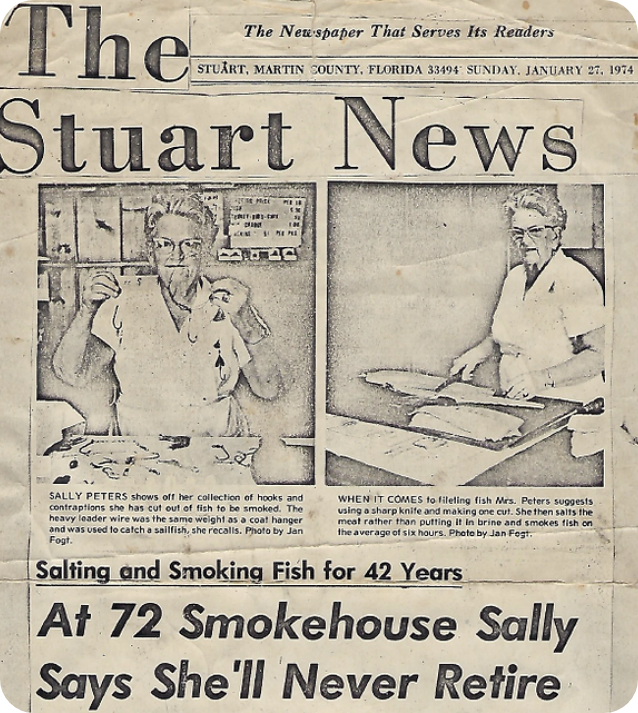 The
The Newspaper That Serves Its Readers
STUART, MARTIN COUNTY, FLORIDA 33494 SUNDAY, JANUARY 27, 1974
Stuart News
SALLY PETERS shows off her collection of hooks and
contraptions she has cut out of fish to be smoked. The
heavy leader wire was the same weight as a coat hanger
and was used to catch a sailfish, she recalls. Photo by Jan
Fogt.
WHEN IT COMES to fileting fish Mrs. Peters suggests
using a sharp knife and making one cut. She then salts the
meat rather than putting it in brine and smokes fish on
the average of six hours. Photo by Jan Fogt.
Salting and Smoking Fish for 42 Years
At 72 Smokehouse Sally
Says She'll Never Retire